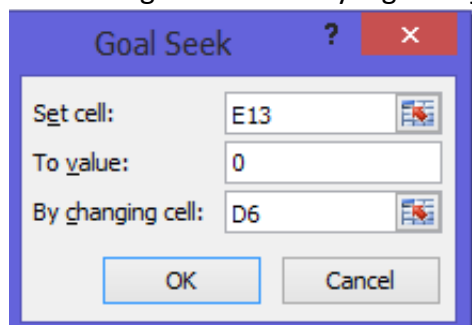 Goal Seek ? ×
Set cell: E13
To value: 0
By changing cell: D6
OK Cancel